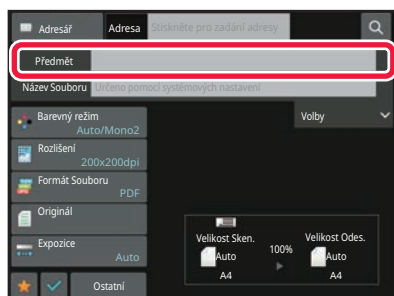 Adresář Adresa Stiskněte pro zadání adresy
Předmět
Název Souboru Určeno pomocí systémových nastavení
Barevný režim
Auto/Mono2
Volby
Rozlišení
200x200dpi
Formát Souboru
PDF
Originál
Expozice
Auto
Velikost Sken. 100% Velikost Odes.
Auto Auto
A4 A4
Ostatní